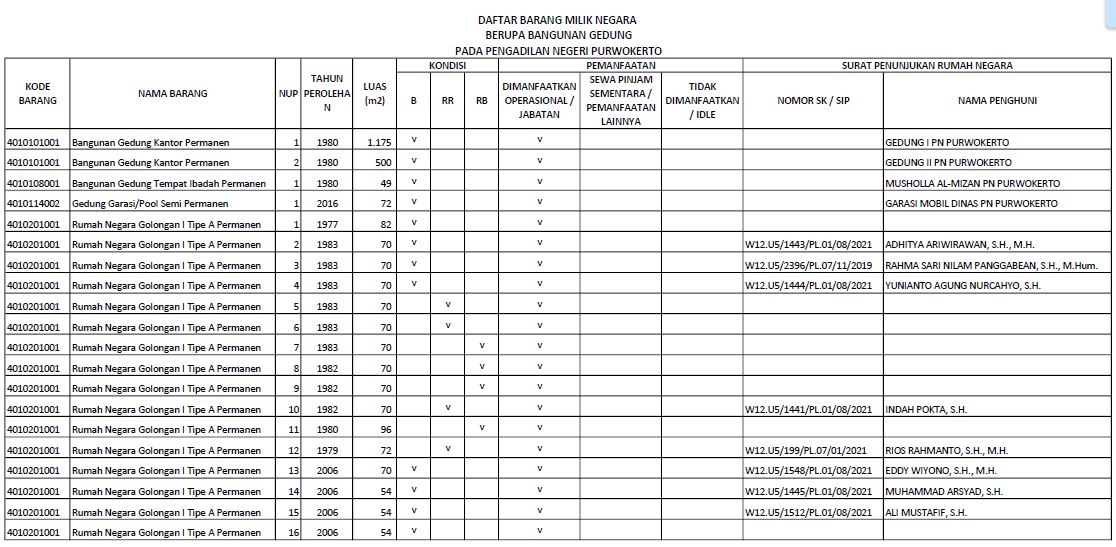 DAFTAR BARANG MILIK NEGARA
BERUPA BANGUNAN GEDUNG
PADA PENGADILAN NEGERI PURWOKERTO
KODE BARANG NAMA BARANG NUP TAHUN PEROLEHA N LUAS (m2) KONDISI PEMANFAATAN SURAT PENUNJUKAN RUMAH NEGARA
B RR RB DIMANFAATKAN OPERASIONAL / JABATAN SEWA PINJAM SEMENTARA / PEMANFAATAN LAINNYA TIDAK DIMANFAATKAN / IDLE NOMOR SK / SIP NAMA PENGHUNI
4010101001 Bangunan Gedung Kantor Permanen 1 1980 1.175 v v GEDUNG I PN PURWOKERTO
4010101001 Bangunan Gedung Kantor Permanen 2 1980 500 v v GEDUNG II PN PURWOKERTO
4010108001 Bangunan Gedung Tempat Ibadah Permanen 1 1980 49 v v MUSHOLLA AL-MIZAN PN PURWOKERTO
4010114002 Gedung Garasi/Pool Semi Permanen 1 2016 72 v v GARASI MOBIL DINAS PN PURWOKERTO
4010201001 Rumah Negara Golongan I Tipe A Permanen 1 1977 82 v v
4010201001 Rumah Negara Golongan I Tipe A Permanen 2 1983 70 v v W12.U5/1443/PL.01/08/2021 ADHITYA ARIWIRAWAN, S.H., M.H.
4010201001 Rumah Negara Golongan I Tipe A Permanen 3 1983 70 v v W12.U5/2396/PL.07/11/2019 RAHMA SARI NILAM PANGGABEAN, S.H., M.Hum.
4010201001 Rumah Negara Golongan I Tipe A Permanen 4 1983 70 v v W12.U5/1444/PL.01/08/2021 YUNIANTO AGUNG NURCAHYO, S.H.
4010201001 Rumah Negara Golongan I Tipe A Permanen 5 1983 70 v v
4010201001 Rumah Negara Golongan I Tipe A Permanen 6 1983 70 v v
4010201001 Rumah Negara Golongan I Tipe A Permanen 7 1983 70 v v
4010201001 Rumah Negara Golongan I Tipe A Permanen 8 1982 70 v v
4010201001 Rumah Negara Golongan I Tipe A Permanen 9 1982 70 v v
4010201001 Rumah Negara Golongan I Tipe A Permanen 10 1982 70 v v W12.U5/1441/PL.01/08/2021 INDAH POKTA, S.H.
4010201001 Rumah Negara Golongan I Tipe A Permanen 11 1980 96 v v
4010201001 Rumah Negara Golongan I Tipe A Permanen 12 1979 72 v v W12.U5/199/PL.07/01/2021 RIOS RAHMANTO, S.H., M.H.
4010201001 Rumah Negara Golongan I Tipe A Permanen 13 2006 70 v v W12.U5/1548/PL.01/08/2021 EDDY WIYONO, S.H., M.H.
4010201001 Rumah Negara Golongan I Tipe A Permanen 14 2006 54 v v W12.U5/1445/PL.01/08/2021 MUHAMMAD ARSYAD, S.H.
4010201001 Rumah Negara Golongan I Tipe A Permanen 15 2006 54 v v W12.U5/1512/PL.01/08/2021 ALI MUSTAFIF, S.H.
4010201001 Rumah Negara Golongan I Tipe A Permanen 16 2006 54 v v